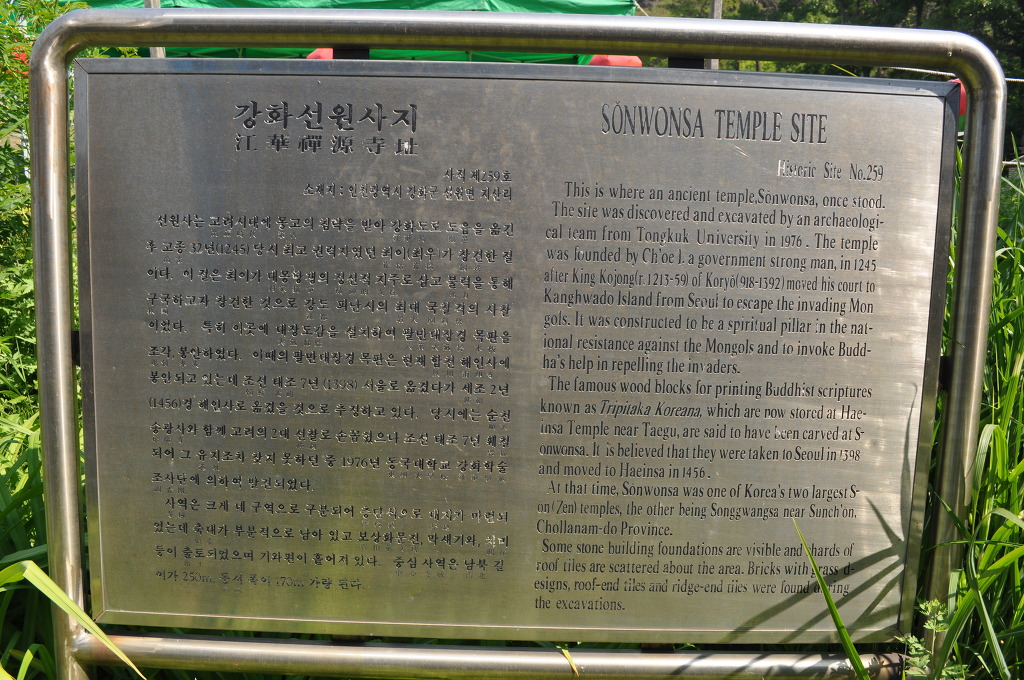 강화선원사지
江華禪源寺址
사적 제259호
소재지 : 인천광역시 강화군 선원면 지산리
선원사는 고려시대에 몽고의 침략을 받아 강화도로 도읍을 옮긴
후 고종 32년(1245) 당시 최고 권력자였던 최이(최우)가 창건한 절
이다. 이 절은 최이가 대몽항쟁의 정신적 지주로 삼고 불력을 통해
구국하고자 창건한 것으로 강도 피난시의 최대 국찰격의 사찰
이었다. 특히 이곳에 대장도감을 설치하여 팔만대장경 목판을
조각 봉안하였다. 이때의 팔만대장경 목판은 현재 합천 해인사에
봉안되고 있는데 조선 태조 7년 (1398) 서울로 옮겼다가 세조 2년
(1456)경 해인사로 옮겼을 것으로 추정하고 있다. 당시에는 순천
송광사와 함께 고려의 2대 선찰로 손꼽혔으나 조선 태조 7년 폐절
되어 그 유지조차 찾지 못하던 중 1976년 동국대학교 강화학술
조사단에 의하여 발견되었다.
사역은 크게 네 구역으로 구분되어 층단식으로 대지가 마련되
었는데 축대가 부분적으로 남아 있고 보상화문전, 막새기와, 치미
등이 출토되었으며 기와편이 흩어져 있다. 중심 사역은 남북 길
이가 250m, 동서 폭이 170m 가량 된다.
SŎNWONSA TEMPLE SITE
Historic Site No.259
This is where an ancient temple,Sŏnwonsa, once stood.
The site was discovered and excavated by an archaeologi-
cal team from Tongkuk University in 1976 . The temple
was founded by Ch'oe I. a government strong man, in 1245
after King Kojong(r. 1213-59) of Koryŏ(918-1392) moved his court to
Kanghwado Island from Seoul to escape the invading Mon
gols. It was constructed to be a spiritual pillar in the nat-
ional resistance against the Mongols and to invoke Budd-
ha's help in repelling the invaders.
The famous wood blocks for printing Buddhist scriptures
known as Tripitaka Koreana, which are now stored at Hae-
insa Temple near Taegu, are said to have been carved at S-
onwonsa. It is believed that they were taken to Seoul in 1398
and moved to Haeinsa in 1456 .
At that time, Sŏnwonsa was one of Korea's two largest S-
on (Zen) temples, the other being Songgwangsa near Sunch'ŏn,
Chollanam-do Province.
Some stone building foundations are visible and shards of
roof tiles are scattered about the area. Bricks with grass d-
esigns, roof-end tiles and ridge-end tiles were found during
the excavations.